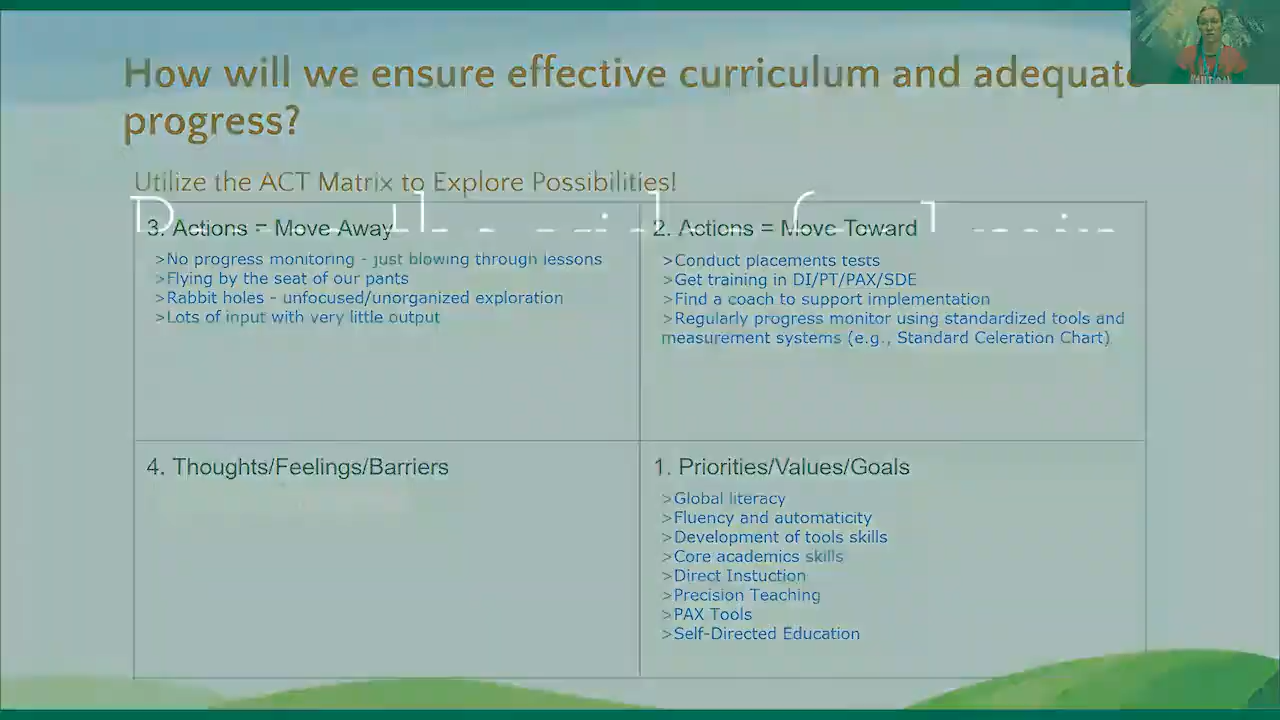 How will we ensure effective curriculum and adequate
progress?
Utilize the ACT Matrix to Explore Possibilities!
3. Actions = Move Away
>No progress monitoring - just blowing through lessons
>Flying by the seat of our pants
>Rabbit holes - unfocused/unorganized exploration
>Lots of input with very little output
2. Actions = Move Toward
>Conduct placements tests
>Get training in DI/PT/PAX/SDE
>Find a coach to support implementation
>Regularly progress monitor using standardized tools and
measurement systems (e.g., Standard Celeration Chart)
4. Thoughts/Feelings/Barriers
1. Priorities/Values/Goals
>Global literacy
>Fluency and automaticity
>Development of tools skills
>Core academics skills
>Direct Instuction
>Precision Teaching
>PAX Tools
>Self-Directed Education